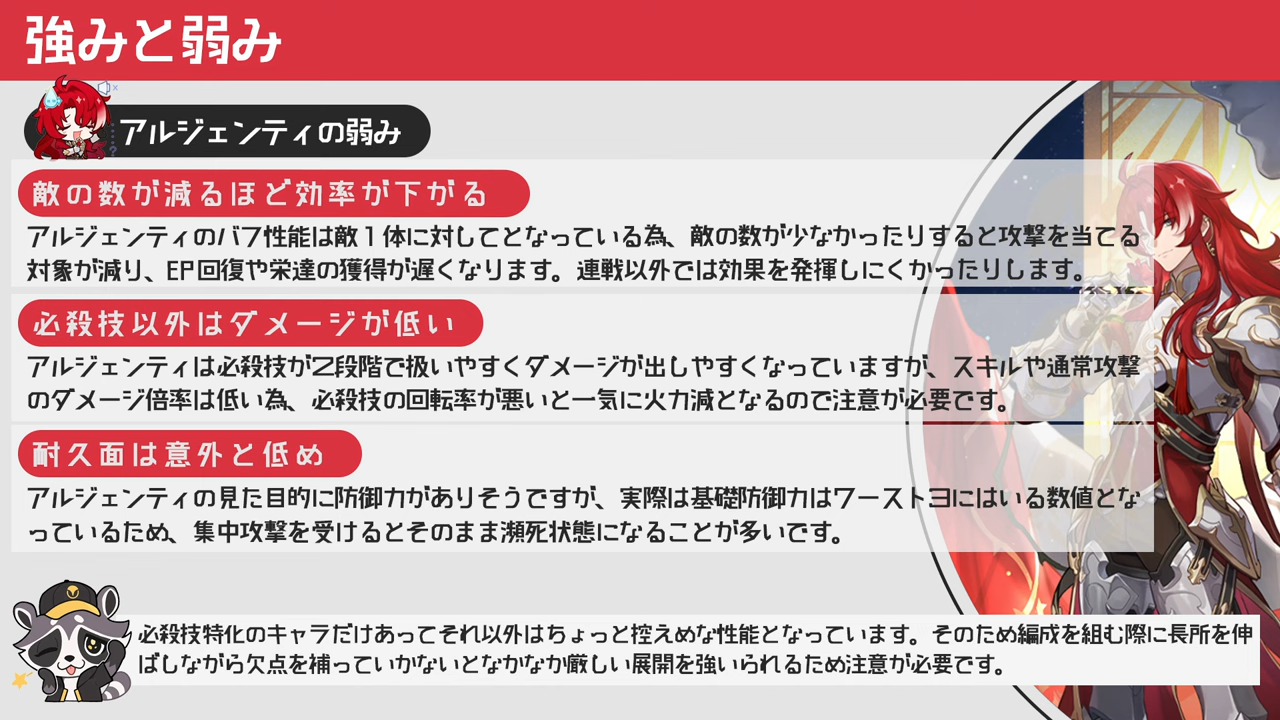 強みと弱み
アルジェンティの弱み
敵の数が減るほど効率が下がる
アルジェンティのバフ性能は敵1体に対してとなっている為、敵の数が少なかったりすると攻撃を当てる
対象が減り、EP回復や栄達の獲得が遅くなります。連戦以外では効果を発揮しにくかったりします。
必殺技以外はダメージが低い
アルジェンティは必殺技が2段階で扱いやすくダメージが出しやすくなっていますが、スキルや通常攻撃
のダメージ倍率は低い為、必殺技の回転率が悪いと一気に火力減となるので注意が必要です。
耐久面は意外と低め
アルジェンティの見た目的に防御力がありそうですが、実際は基礎防御力はワースト3にはいる数値とな
っているため、集中攻撃を受けるとそのまま瀕死状態になることが多いです。
必殺技特化のキャラだけあってそれ以外はちょっと控えめな性能となっています。そのため編成を組む際に長所を伸
ばしながら欠点を補っていかないとなかなか厳しい展開を強いられるため注意が必要です。